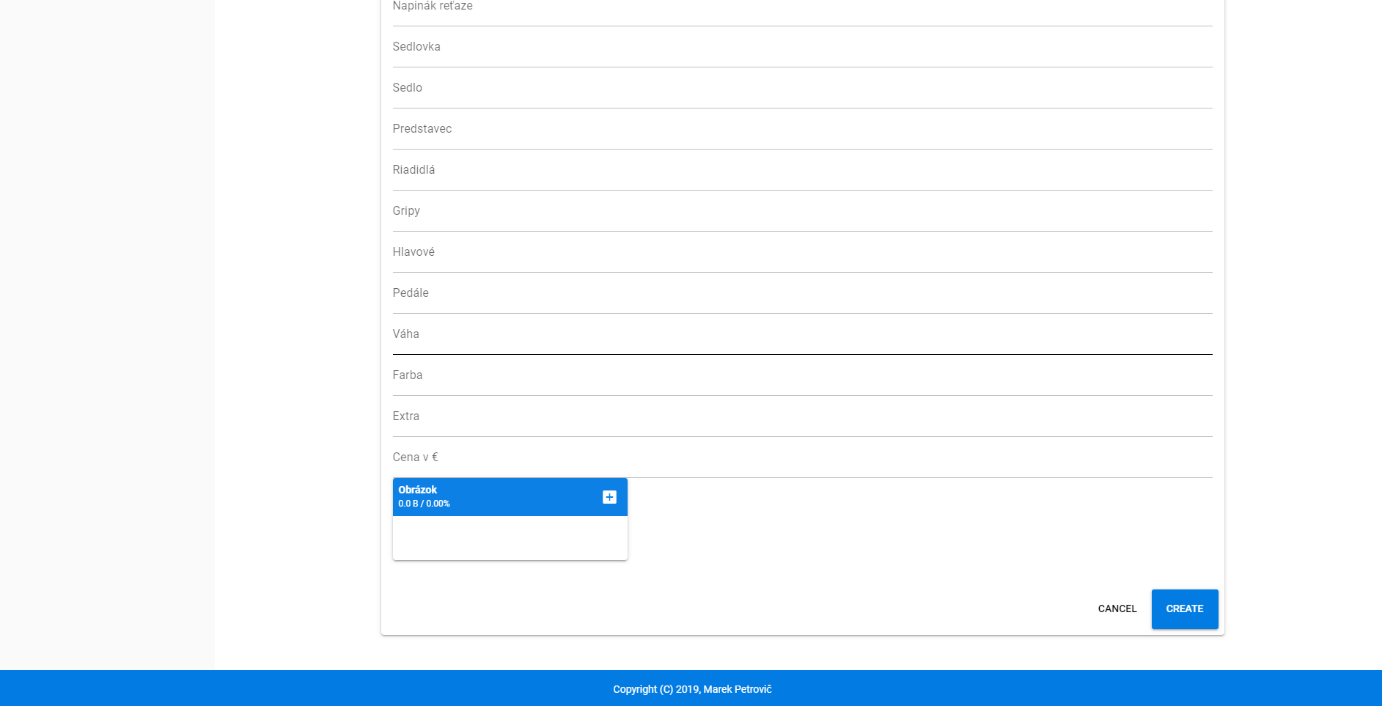 Napinák reťaze
Sedlovka
Sedlo
Predstavec
Riadidlá
Gripy
Hlavové
Pedále
Váha
Farba
Extra
Cena v €
Obrázok
0.0 B / 0.00%
CANCEL
CREATE
Copyright (C) 2019, Marek Petrovič